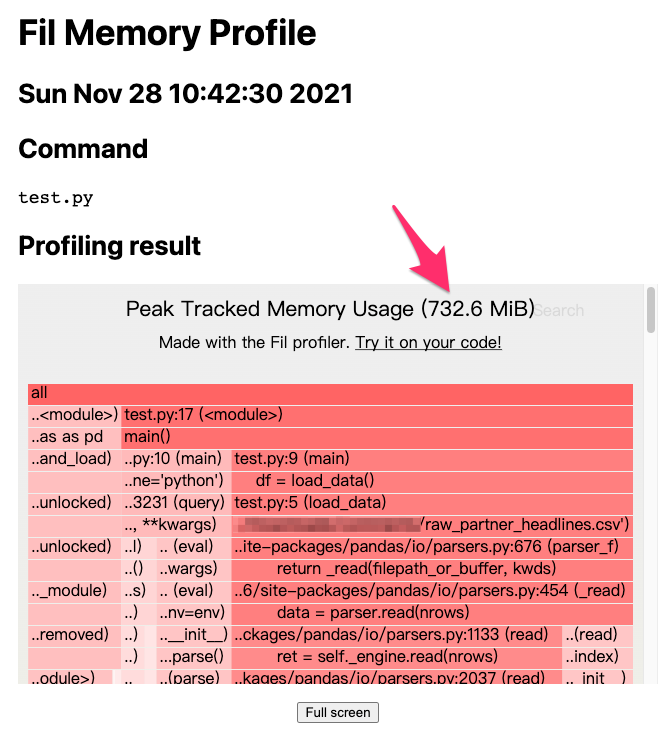 Fil Memory Profile
Sun Nov 28 10:42:30 2021
Command
test.py
Profiling result
Peak Tracked Memory Usage (732.6 MiB)
Search
Made with the Fil profiler. Try it on your code!
all
..<module>) test.py:17 (<module>)
..as as pd main()
..and_load) ..py:10 (main) test.py:9 (main)
..ne='python') df = load_data()
..unlocked) ..3231 (query) test.py:5 (load_data)
.., **kwargs) /raw_partner_headlines.csv')
..unlocked) ..l) .. (eval) ..ite-packages/pandas/io/parsers.py:676 (parser_f)
..() ..wargs) return _read(filepath_or_buffer, kwds)
.._module) ..s) .. (eval) ..6/site-packages/pandas/io/parsers.py:454 (_read)
..) ..nv=env) data = parser.read(nrows)
..removed) ..) ..__init__) ..ckages/pandas/io/parsers.py:1133 (read) ..(read)
..) ...parse() ret = self._engine.read(nrows) ..index)
..odule>) .. ..(parse) ..kages/pandas/io/parsers.py:2037 (read) .._init__)
Full screen